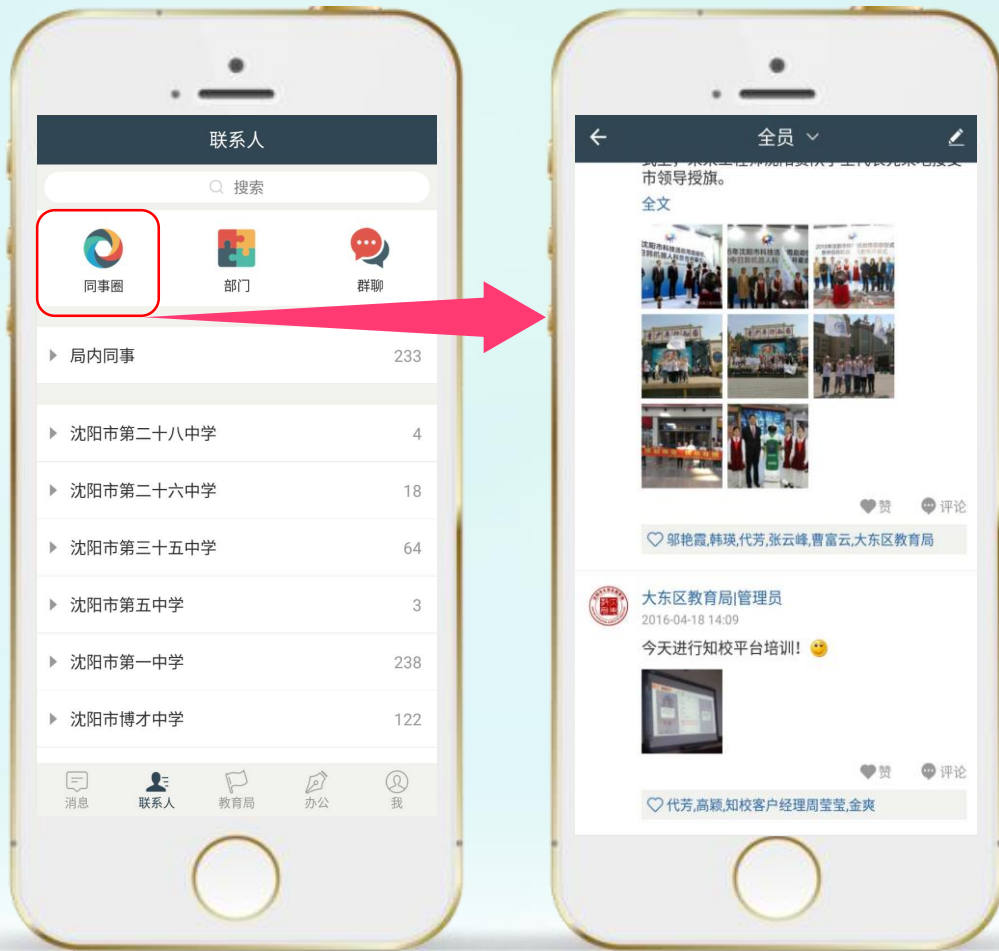 联系人
搜索
同事圈
部门
群聊
局内同事 233
沈阳市第二十八中学 4
沈阳市第二十六中学 18
沈阳市第三十五中学 64
沈阳市第五中学 3
沈阳市第一中学 238
沈阳市博才中学 122
消息
联系人
教育局
办公
我
全员
市领导授旗。
全文
赞 评论
邬艳霞,韩瑛,代芳,张云峰,曹富云,大东区教育局
大东区教育局|管理员
2016-04-18 14:09
今天进行知校平台培训!
赞 评论
代芳,高颖,知校客户经理周莹莹,金爽